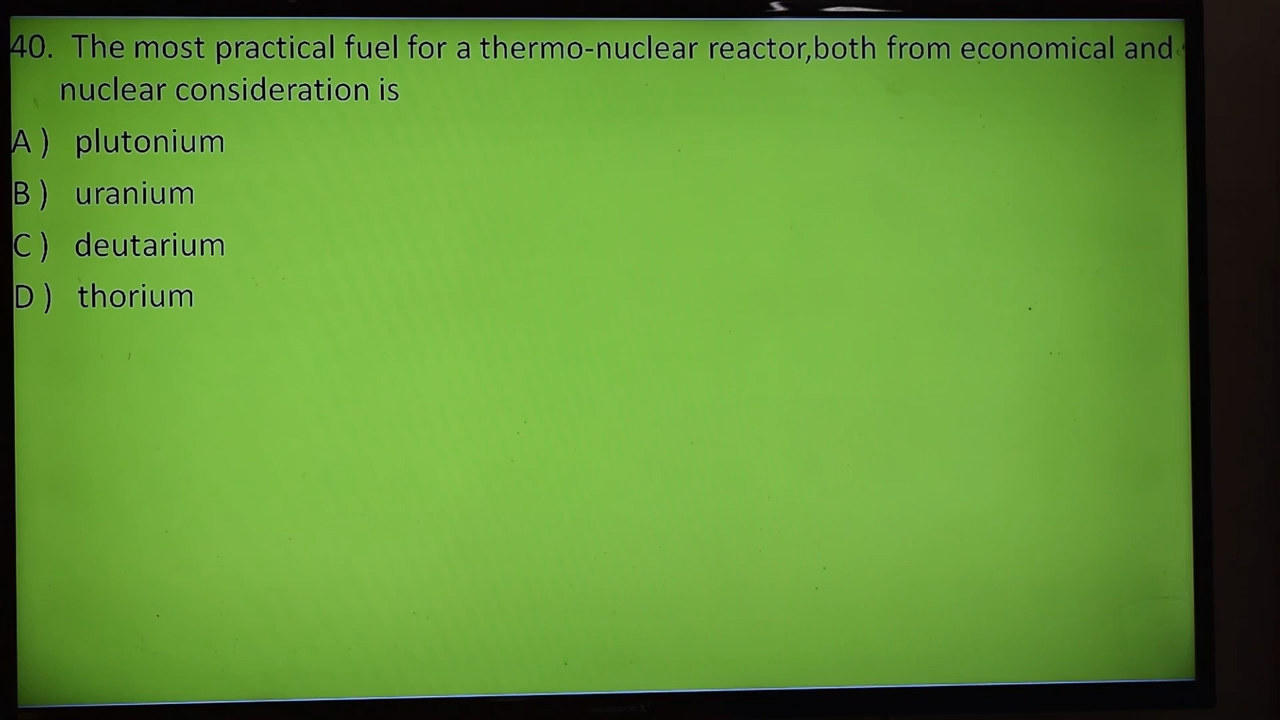 40. The most practical fuel for a thermo-nuclear reactor,both from economical and
nuclear consideration is
A ) plutonium
B ) uranium
C ) deutarium
D ) thorium